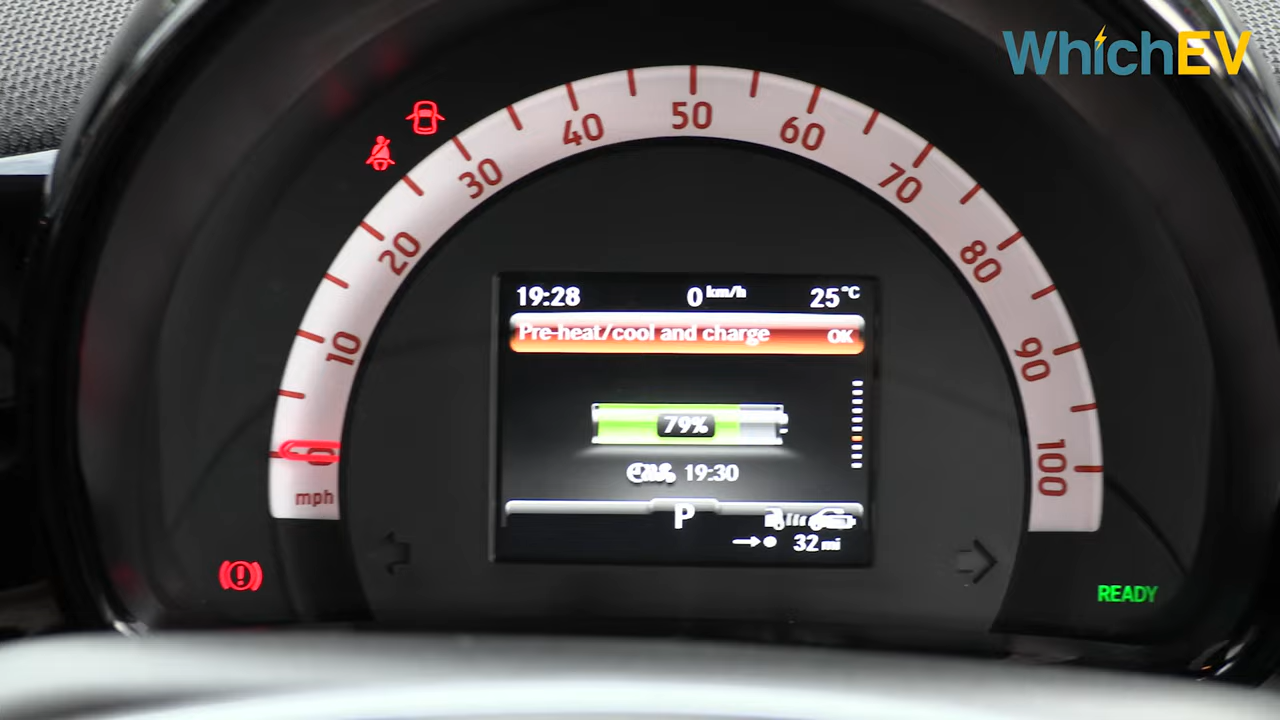 WhichEV
10 20 30 40 50 60 70 80 90 100
mph
19:28 0 km/h 25°C
Pre-heat/cool and charge OK
79%
19:30
P
32 mi
READY